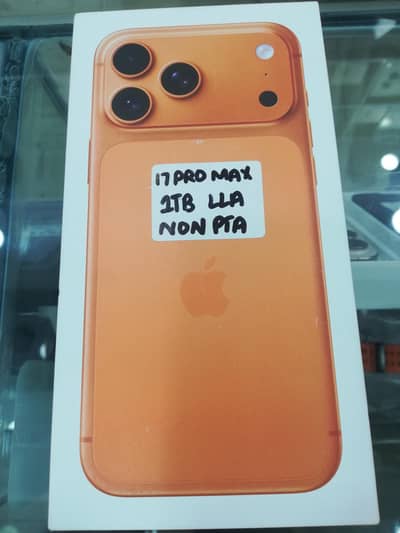 17 PRO MAX
1TB LLA
NON PTA